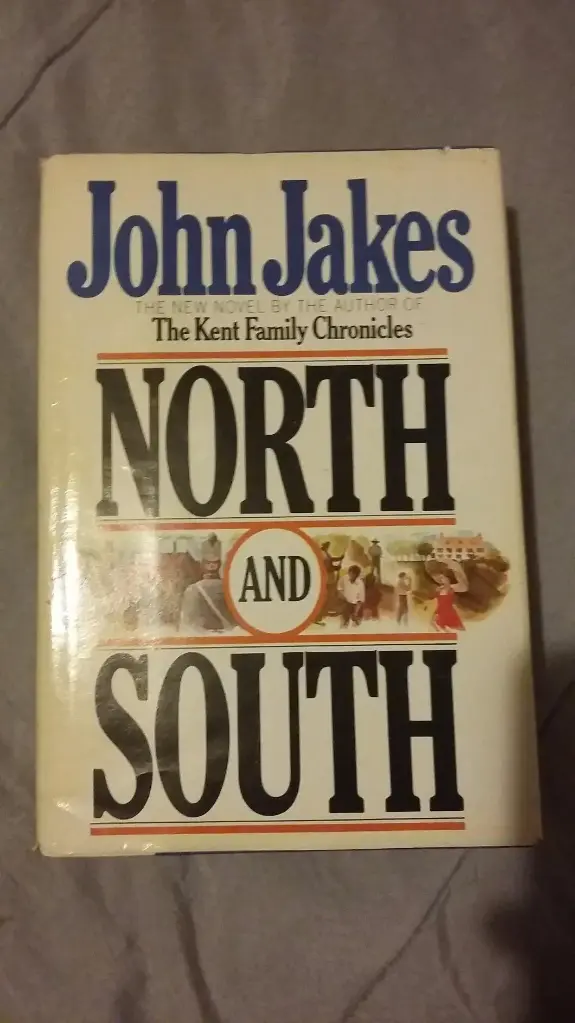 John Jakes
THE NEW NOVEL BY THE AUTHOR OF
The Kent Family Chronicles
NORTH
AND
SOUTH